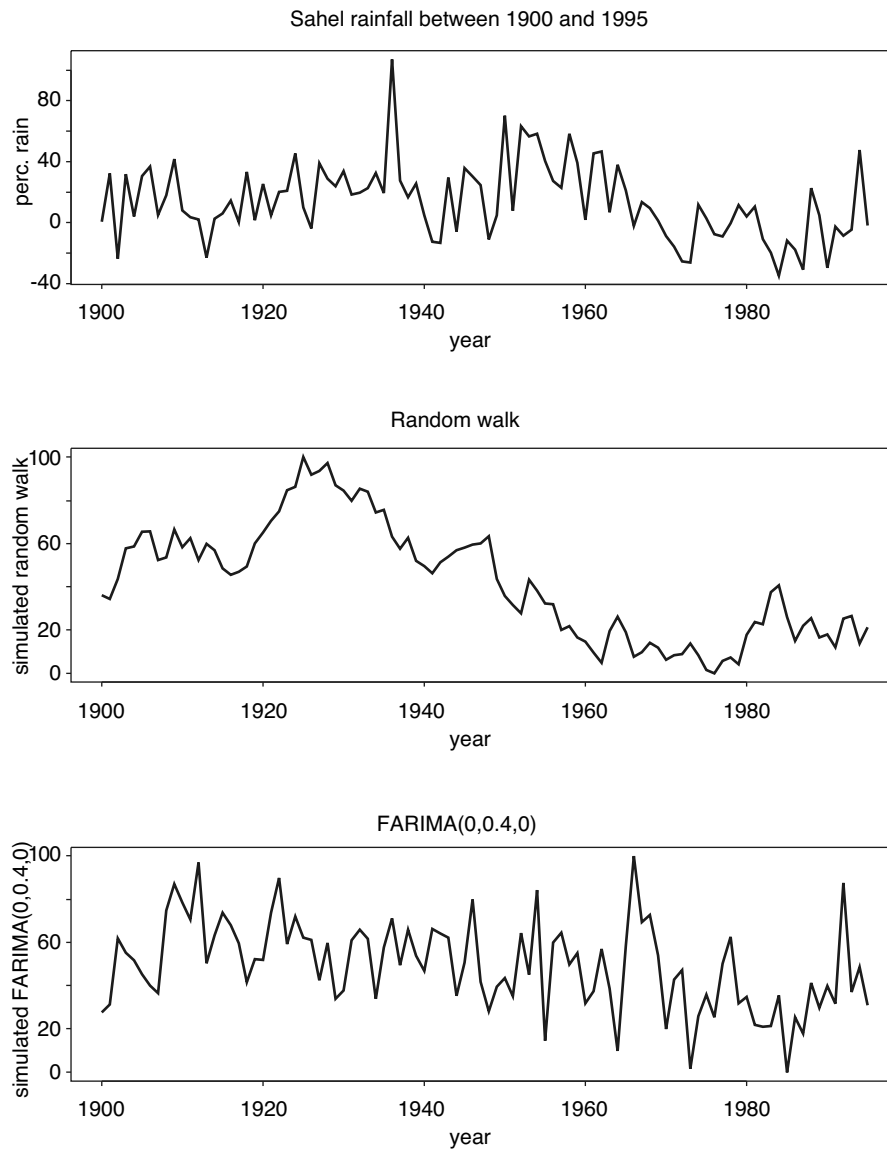 Sahel rainfall between 1900 and 1995
perc. rain
80
40
0
-40
1900 1920 1940 1960 1980
year
Random walk
simulated random walk
100
60
20
0
1900 1920 1940 1960 1980
year
FARIMA(0,0.4,0)
simulated FARIMA(0,0.4,0)
100
60
20
0
1900 1920 1940 1960 1980
year